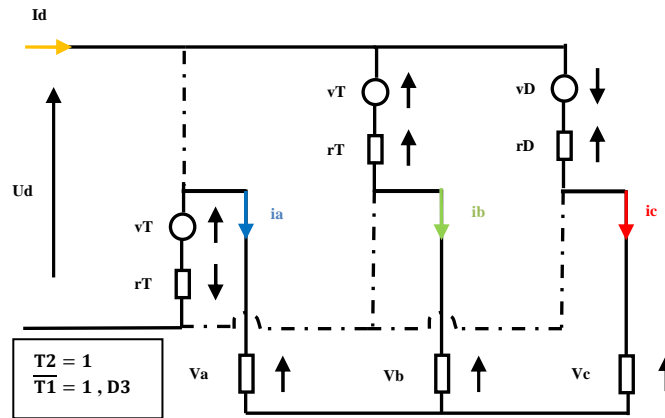 Id
vT
vD
rT
rD
Ud
ia
ib
ic
vT
rT
T2 = 1
T1 = 1 , D3
Va
Vb
Vc